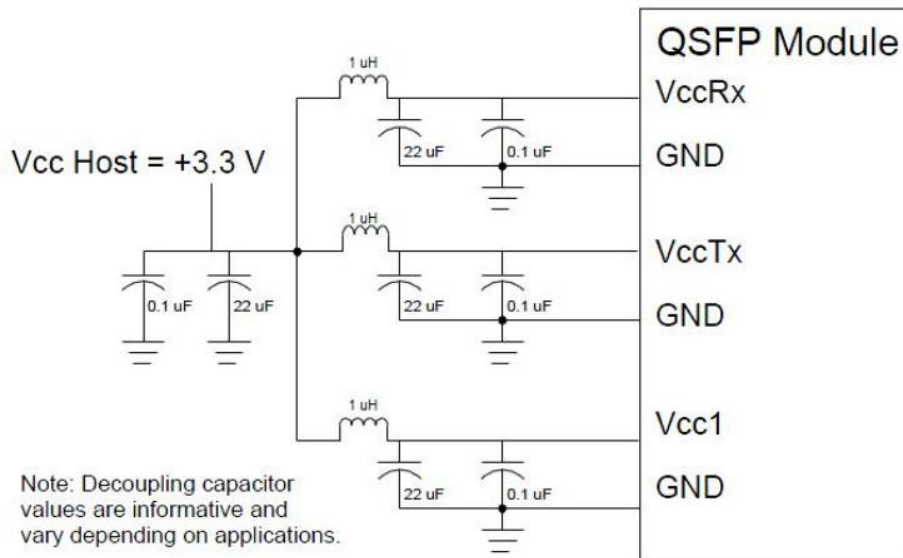 QSFP Module
1 uH
VccRx
22 uF
0.1 uF
GND
Vcc Host = +3.3 V
1 uH
VccTx
0.1 uF
22 uF
22 uF
0.1 uF
GND
1 uH
Vcc1
22 uF
0.1 uF
GND
Note: Decoupling capacitor
values are informative and
vary depending on applications.